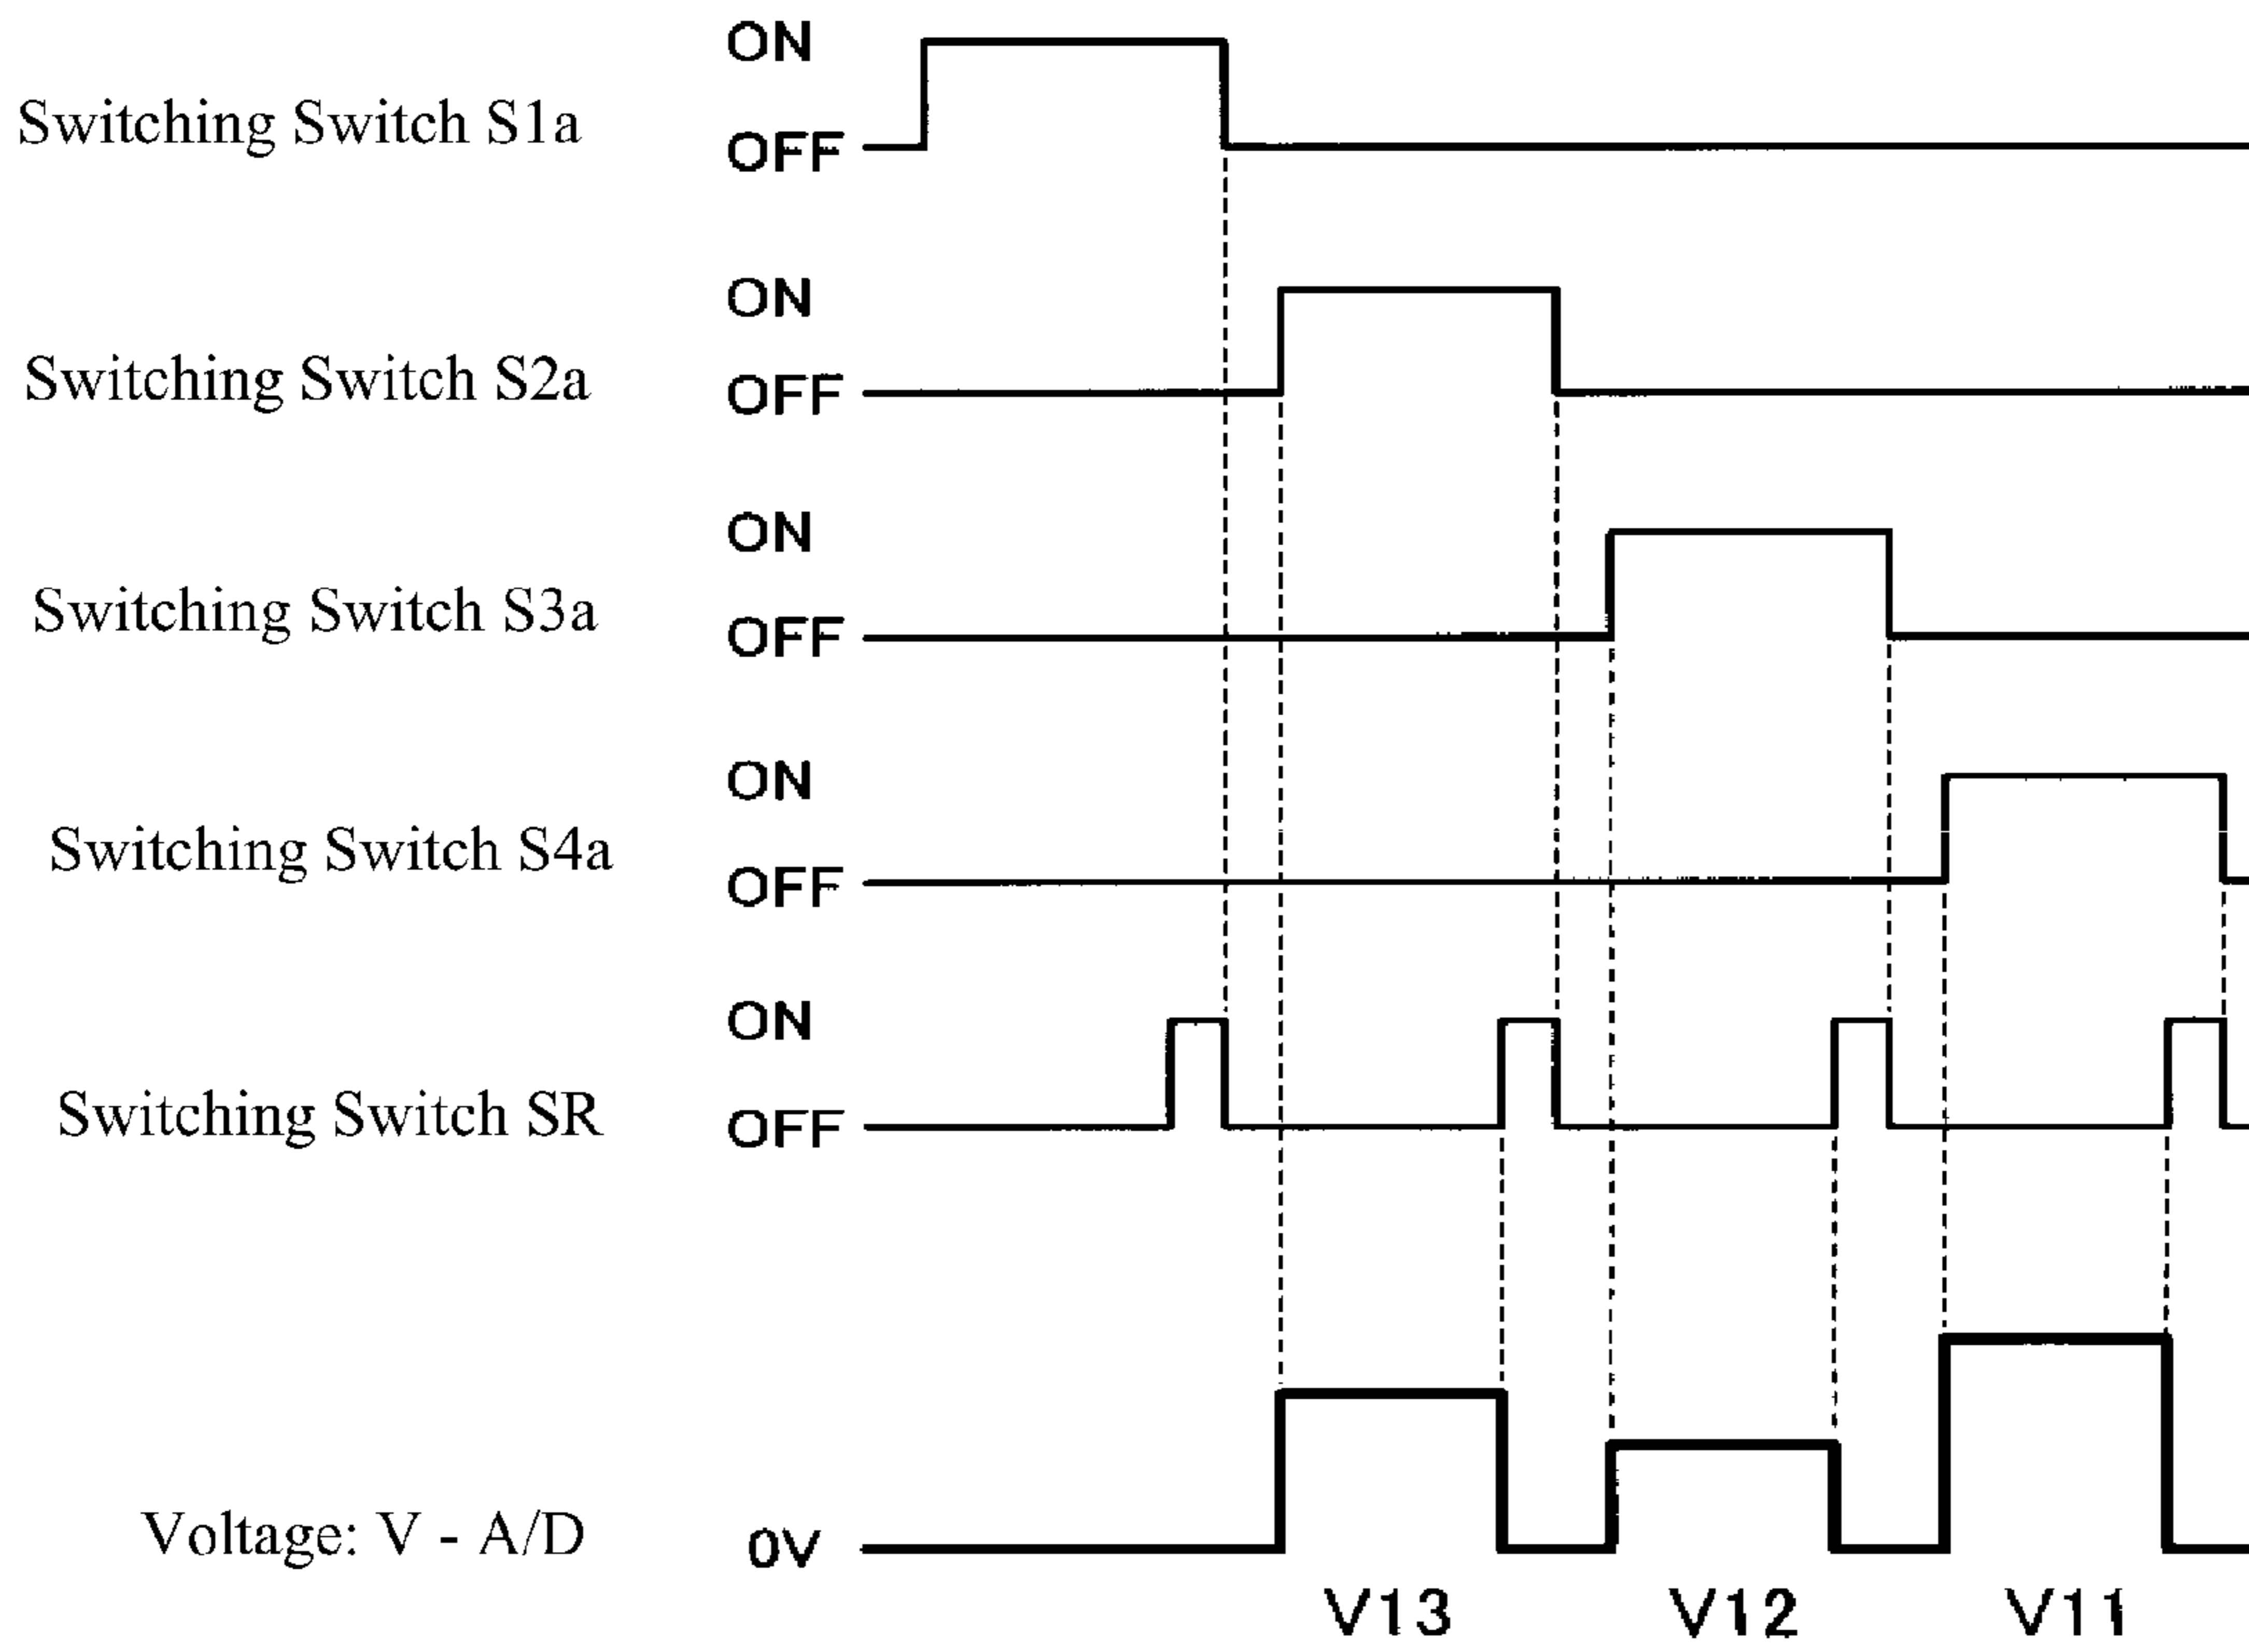 ON
Switching Switch S1a
OFF
ON
Switching Switch S2a
OFF
ON
Switching Switch S3a
OFF
ON
Switching Switch S4a
OFF
ON
Switching Switch SR
OFF
Voltage: V - A/D
0V
V13 V12 V11